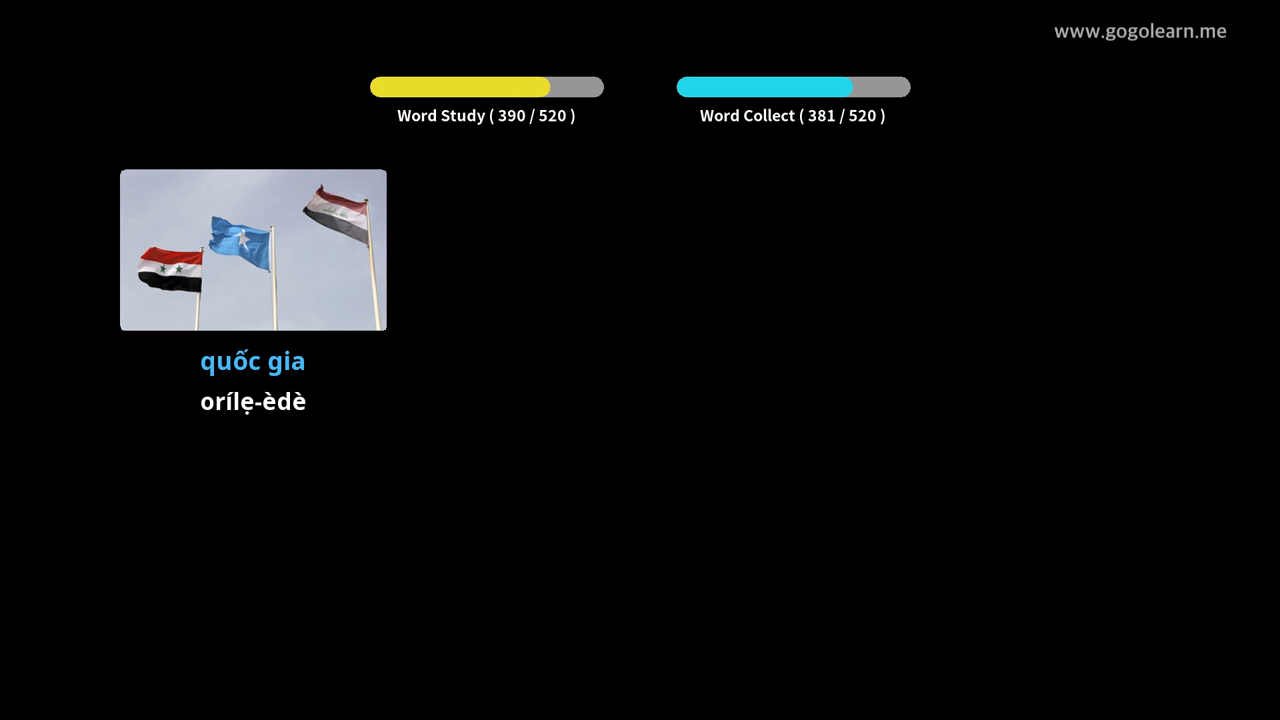 www.gogolearn.me
Word Study ( 390 / 520 )
Word Collect ( 381 / 520 )
quốc gia
orílẹ-èdè